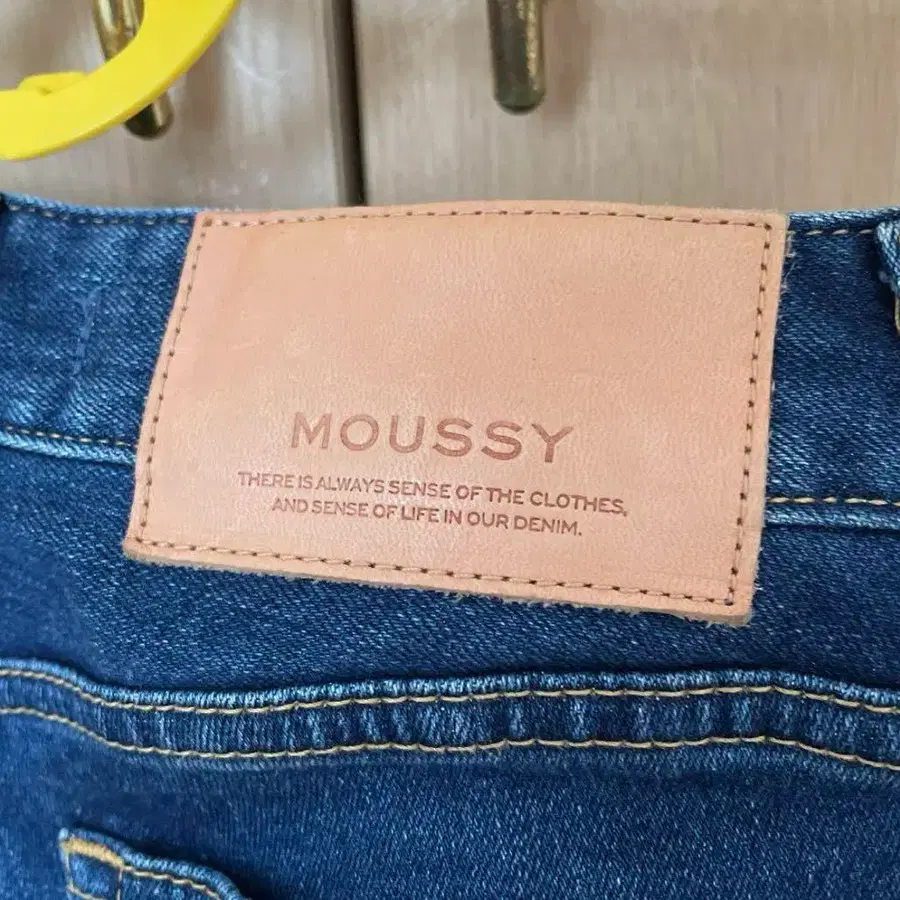 MOUSSY
THERE IS ALWAYS SENSE OF THE CLOTHES,
AND SENSE OF LIFE IN OUR DENIM.